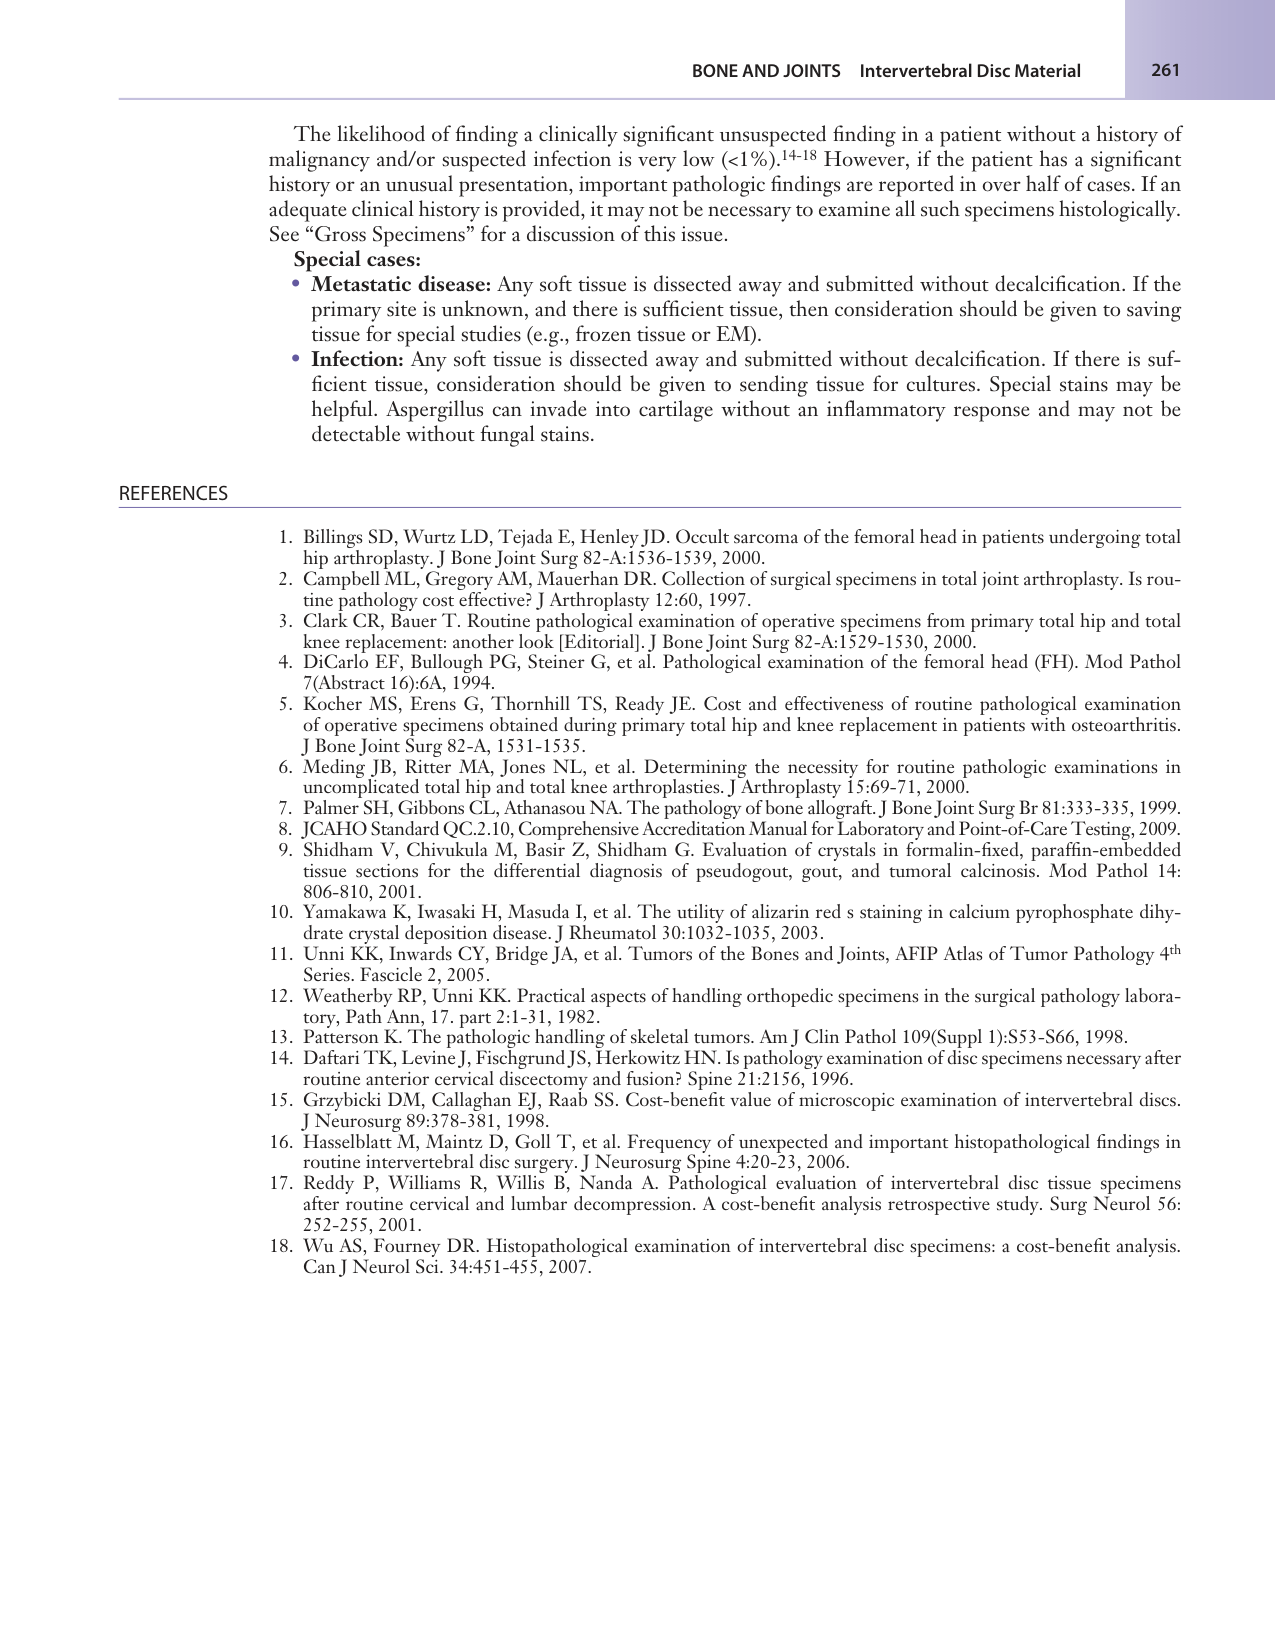 BONE AND JOINTS Intervertebral Disc Material 261
The likelihood of finding a clinically significant unsuspected finding in a patient without a history of
malignancy and/or suspected infection is very low (<1%).14-18 However, if the patient has a significant
history or an unusual presentation, important pathologic findings are reported in over half of cases. If an
adequate clinical history is provided, it may not be necessary to examine all such specimens histologically.
See “Gross Specimens” for a discussion of this issue.
Special cases:
• Metastatic disease: Any soft tissue is dissected away and submitted without decalcification. If the
primary site is unknown, and there is sufficient tissue, then consideration should be given to saving
tissue for special studies (e.g., frozen tissue or EM).
• Infection: Any soft tissue is dissected away and submitted without decalcification. If there is suf-
ficient tissue, consideration should be given to sending tissue for cultures. Special stains may be
helpful. Aspergillus can invade into cartilage without an inflammatory response and may not be
detectable without fungal stains.
REFERENCES
1. Billings SD, Wurtz LD, Tejada E, Henley JD. Occult sarcoma of the femoral head in patients undergoing total
hip arthroplasty. J Bone Joint Surg 82-A:1536-1539, 2000.
2. Campbell ML, Gregory AM, Mauerhan DR. Collection of surgical specimens in total joint arthroplasty. Is rou-
tine pathology cost effective? J Arthroplasty 12:60, 1997.
3. Clark CR, Bauer T. Routine pathological examination of operative specimens from primary total hip and total
knee replacement: another look [Editorial]. J Bone Joint Surg 82-A:1529-1530, 2000.
4. DiCarlo EF, Bullough PG, Steiner G, et al. Pathological examination of the femoral head (FH). Mod Pathol
7(Abstract 16):6A, 1994.
5. Kocher MS, Erens G, Thornhill TS, Ready JE. Cost and effectiveness of routine pathological examination
of operative specimens obtained during primary total hip and knee replacement in patients with osteoarthritis.
J Bone Joint Surg 82-A, 1531-1535.
6. Meding JB, Ritter MA, Jones NL, et al. Determining the necessity for routine pathologic examinations in
uncomplicated total hip and total knee arthroplasties. J Arthroplasty 15:69-71, 2000.
7. Palmer SH, Gibbons CL, Athanasou NA. The pathology of bone allograft. J Bone Joint Surg Br 81:333-335, 1999.
8. JCAHO Standard QC.2.10, Comprehensive Accreditation Manual for Laboratory and Point-of-Care Testing, 2009.
9. Shidham V, Chivukula M, Basir Z, Shidham G. Evaluation of crystals in formalin-fixed, paraffin-embedded
tissue sections for the differential diagnosis of pseudogout, gout, and tumoral calcinosis. Mod Pathol 14:
806-810, 2001.
10. Yamakawa K, Iwasaki H, Masuda I, et al. The utility of alizarin red s staining in calcium pyrophosphate dihy-
drate crystal deposition disease. J Rheumatol 30:1032-1035, 2003.
11. Unni KK, Inwards CY, Bridge JA, et al. Tumors of the Bones and Joints, AFIP Atlas of Tumor Pathology 4th
Series. Fascicle 2, 2005.
12. Weatherby RP, Unni KK. Practical aspects of handling orthopedic specimens in the surgical pathology labora-
tory, Path Ann, 17. part 2:1-31, 1982.
13. Patterson K. The pathologic handling of skeletal tumors. Am J Clin Pathol 109(Suppl 1):S53-S66, 1998.
14. Daftari TK, Levine J, Fischgrund JS, Herkowitz HN. Is pathology examination of disc specimens necessary after
routine anterior cervical discectomy and fusion? Spine 21:2156, 1996.
15. Grzybicki DM, Callaghan EJ, Raab SS. Cost-benefit value of microscopic examination of intervertebral discs.
J Neurosurg 89:378-381, 1998.
16. Hasselblatt M, Maintz D, Goll T, et al. Frequency of unexpected and important histopathological findings in
routine intervertebral disc surgery. J Neurosurg Spine 4:20-23, 2006.
17. Reddy P, Williams R, Willis B, Nanda A. Pathological evaluation of intervertebral disc tissue specimens
after routine cervical and lumbar decompression. A cost-benefit analysis retrospective study. Surg Neurol 56:
252-255, 2001.
18. Wu AS, Fourney DR. Histopathological examination of intervertebral disc specimens: a cost-benefit analysis.
Can J Neurol Sci. 34:451-455, 2007.